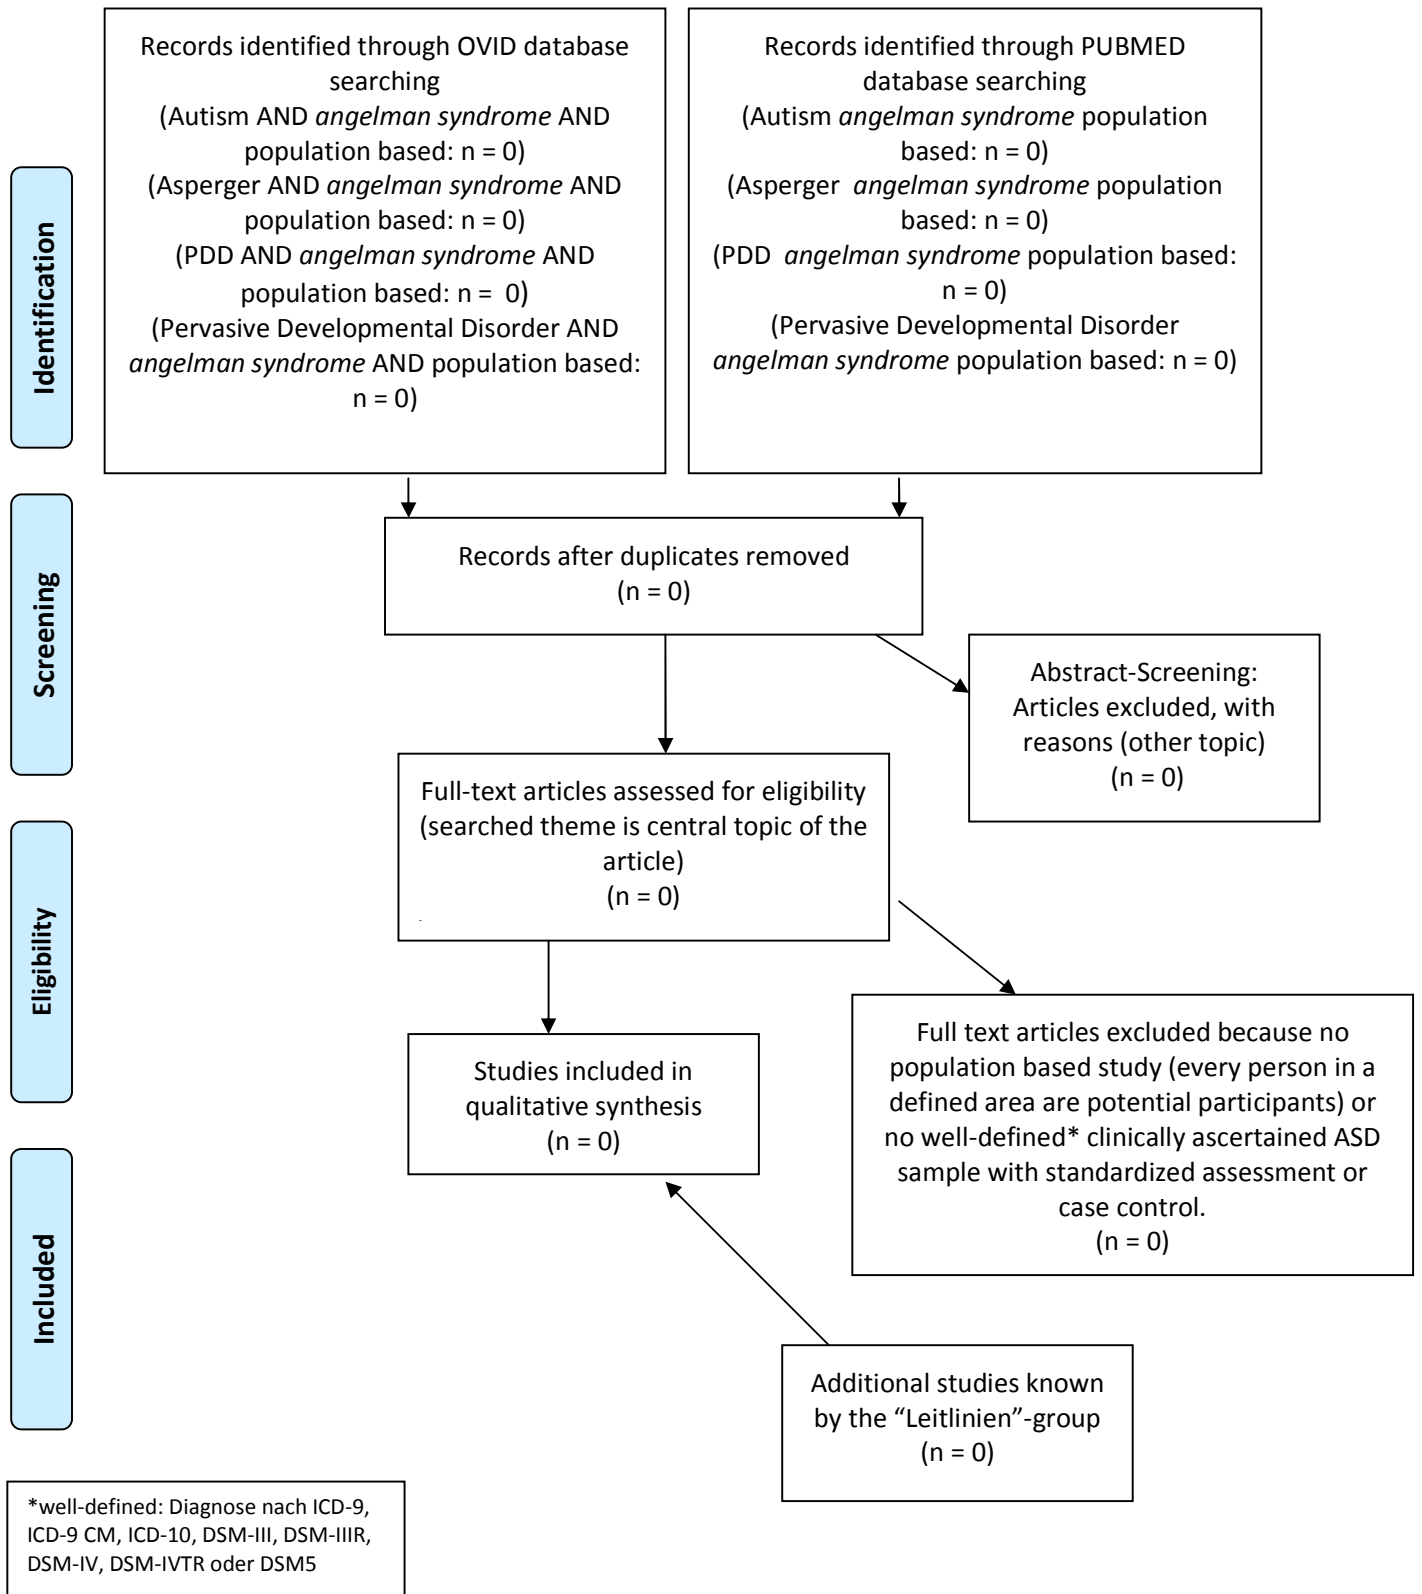 Records identified through OVID database
searching
(Autism AND angelman syndrome AND
population based: n = 0)
(Asperger AND angelman syndrome AND
population based: n = 0)
(PDD AND angelman syndrome AND
population based: n =  0)
(Pervasive Developmental Disorder AND
angelman syndrome AND population based:
n = 0)
Records identified through PUBMED
database searching
(Autism angelman syndrome population
based: n = 0)
(Asperger  angelman syndrome population
based: n = 0)
(PDD  angelman syndrome population based:
n = 0)
(Pervasive Developmental Disorder
angelman syndrome population based: n = 0)
Identification
Records after duplicates removed
(n = 0)
Screening
Abstract-Screening:
Articles excluded, with
reasons (other topic)
(n = 0)
Full-text articles assessed for eligibility
(searched theme is central topic of the
article)
(n = 0)
.
Eligibility
Full text articles excluded because no
population based study (every person in a
defined area are potential participants) or
no well-defined* clinically ascertained ASD
sample with standardized assessment or
case control.
(n = 0)
Studies included in
qualitative synthesis
(n = 0)
Included
Additional studies known
by the “Leitlinien”-group
(n = 0)
*well-defined: Diagnose nach ICD-9,
ICD-9 CM, ICD-10, DSM-III, DSM-IIIR,
DSM-IV, DSM-IVTR oder DSM5